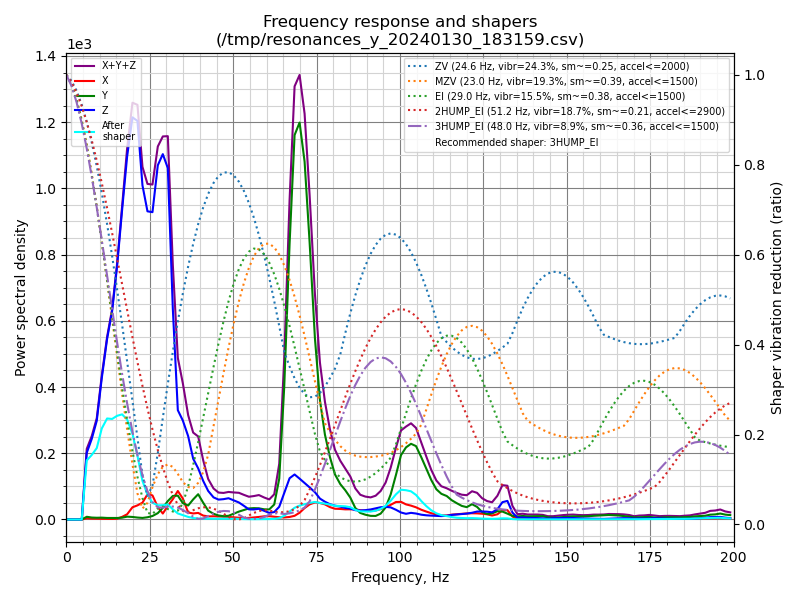 Frequency response and shapers
(/tmp/resonances_y_20240130_183159.csv)
1e3
X+Y+Z
X
Y
Z
After
shaper
ZV (24.6 Hz, vibr=24.3%, sm~=0.25, accel<=2000)
MZV (23.0 Hz, vibr=19.3%, sm~=0.39, accel<=1500)
EI (29.0 Hz, vibr=15.5%, sm~=0.38, accel<=1500)
2HUMP_EI (51.2 Hz, vibr=18.7%, sm~=0.21, accel<=2900)
3HUMP_EI (48.0 Hz, vibr=8.9%, sm~=0.36, accel<=1500)
Recommended shaper: 3HUMP_EI
1.4
1.2
1.0
0.8
0.6
0.4
0.2
0.0
Power spectral density
1.0
0.8
0.6
0.4
0.2
0.0
Shaper vibration reduction (ratio)
0 25 50 75 100 125 150 175 200
Frequency, Hz